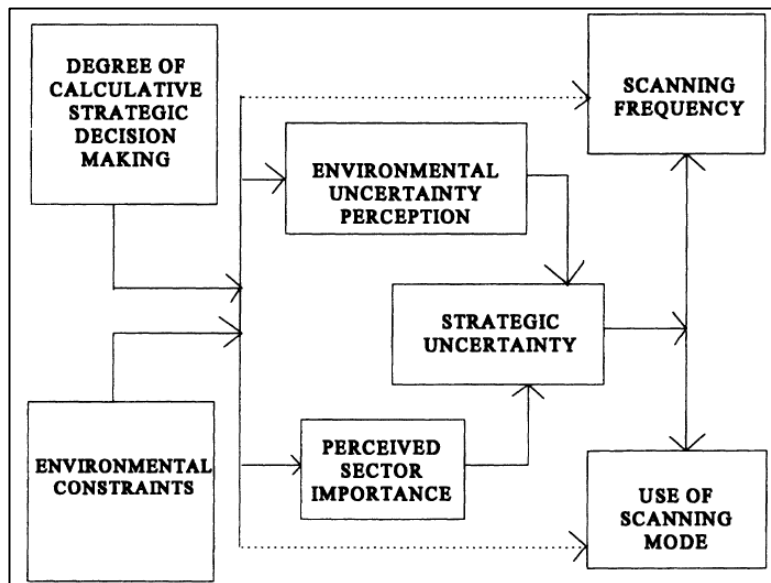 DEGREE OF
CALCULATIVE
STRATEGIC
DECISION
MAKING
SCANNING
FREQUENCY
ENVIRONMENTAL
UNCERTAINTY
PERCEPTION
STRATEGIC
UNCERTAINTY
ENVIRONMENTAL
CONSTRAINTS
PERCEIVED
SECTOR
IMPORTANCE
USE OF
SCANNING
MODE